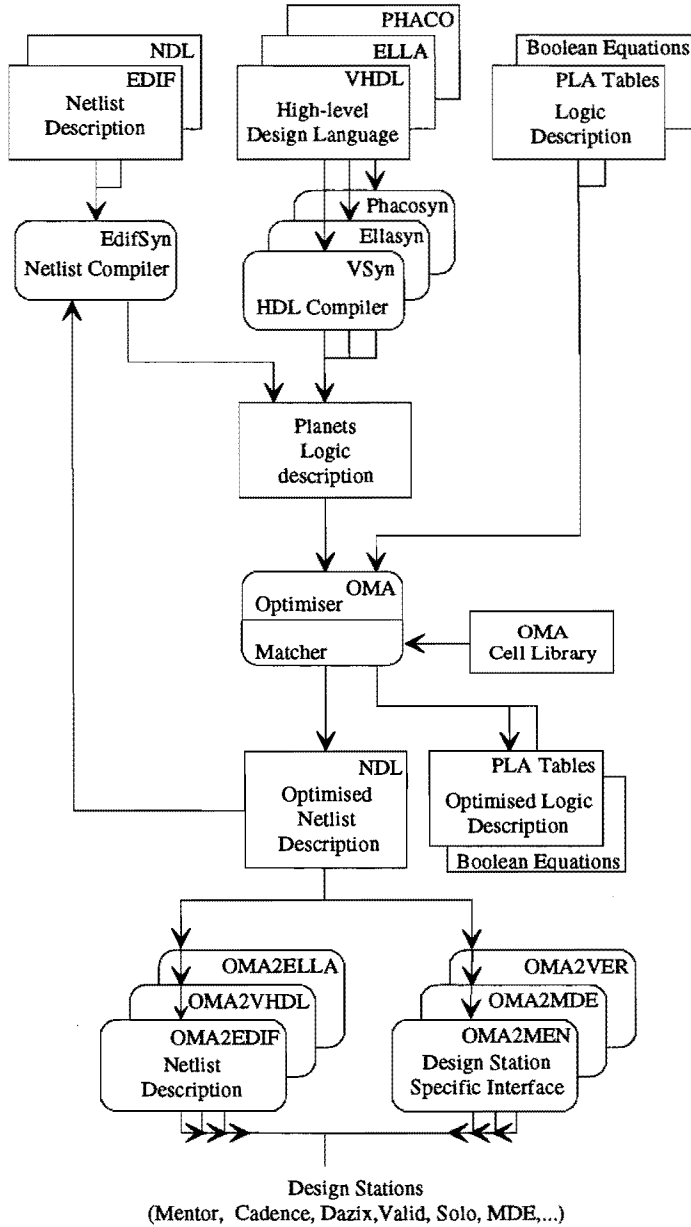 PHACO
NDL
ELLA
Boolean Equations
EDIF
VHDL
PLA Tables
Netlist
Description
High-level
Design Language
Logic
Description
Phacosyn
EdifSyn
Ellasyn
Netlist Compiler
VSyn
HDL Compiler
Planets
Logic
description
OMA
Optimiser
Matcher
OMA
Cell Library
NDL
Optimised
Netlist
Description
PLA Tables
Optimised Logic
Description
Boolean Equations
OMA2ELLA
OMA2VHDL
OMA2EDIF
Netlist
Description
OMA2VER
OMA2MDE
OMA2MEN
Design Station
Specific Interface
Design Stations
(Mentor, Cadence, Dazix,Valid, Solo, MDE,...)